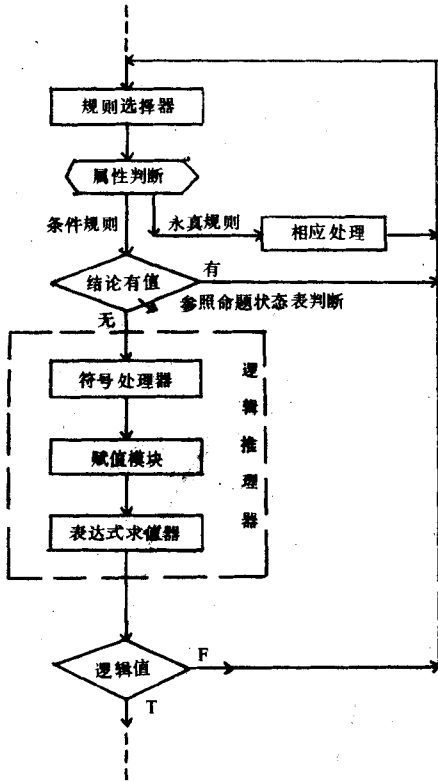 规则选择器
属性判断
条件规则
永真规则
相应处理
结论有值
有
参照命题状态表判断
无
符号处理器
逻辑推理器
赋值模块
表达式求值器
逻辑值
F
T